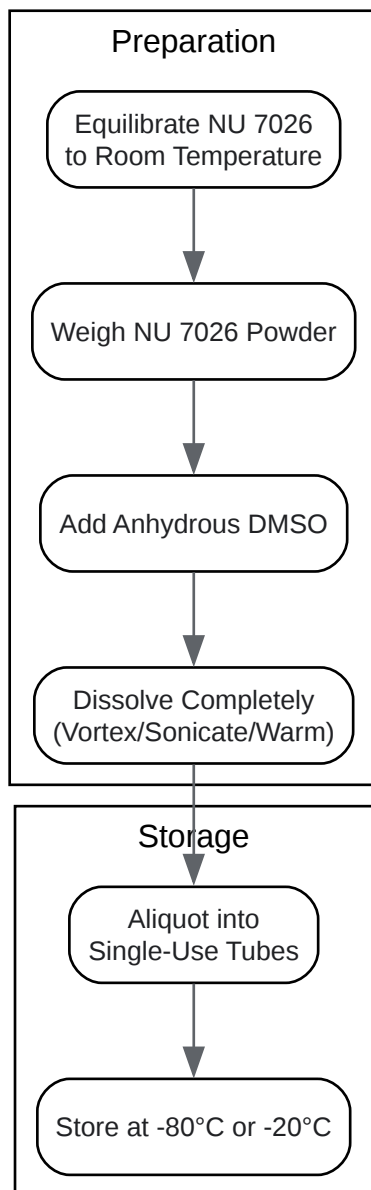 Preparation
Equilibrate NU 7026
to Room Temperature
Weigh NU 7026 Powder
Add Anhydrous DMSO
Dissolve Completely
(Vortex/Sonicate/Warm)
Storage
Aliquot into
Single-Use Tubes
Store at -80°C or -20°C